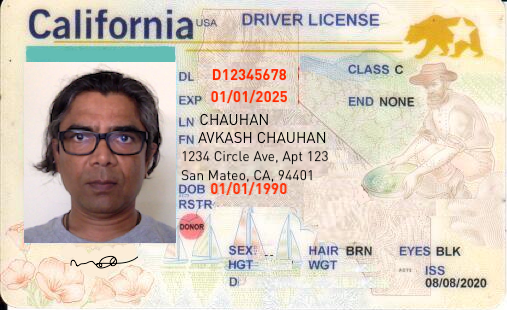 California USA DRIVER LICENSE
DL D12345678 CLASS C
EXP 01/01/2025 END NONE
LN CHAUHAN
FN AVKASH CHAUHAN
1234 Circle Ave, Apt 123
San Mateo, CA, 94401
DOB 01/01/1990
RSTR
DONOR
SEX HAIR BRN EYES BLK
HGT WGT ISS
D 08/08/2020